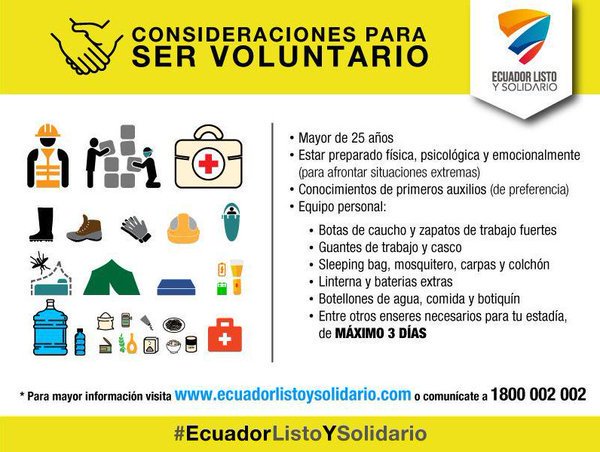 CONSIDERACIONES PARA
SER VOLUNTARIO
ECUADOR LISTO
Y SOLIDARIO
• Mayor de 25 años
• Estar preparado física, psicológica y emocionalmente
(para afrontar situaciones extremas)
• Conocimientos de primeros auxilios (de preferencia)
• Equipo personal:
• Botas de caucho y zapatos de trabajo fuertes
• Guantes de trabajo y casco
• Sleeping bag, mosquitero, carpas y colchón
• Linterna y baterias extras
• Botellones de agua, comida y botiquín
• Entre otros enseres necesarios para tu estadía,
de MÁXIMO 3 DÍAS
* Para mayor información visita www.ecuadorlistoysolidario.com o comunícate a 1800 002 002
#EcuadorListoYSolidario